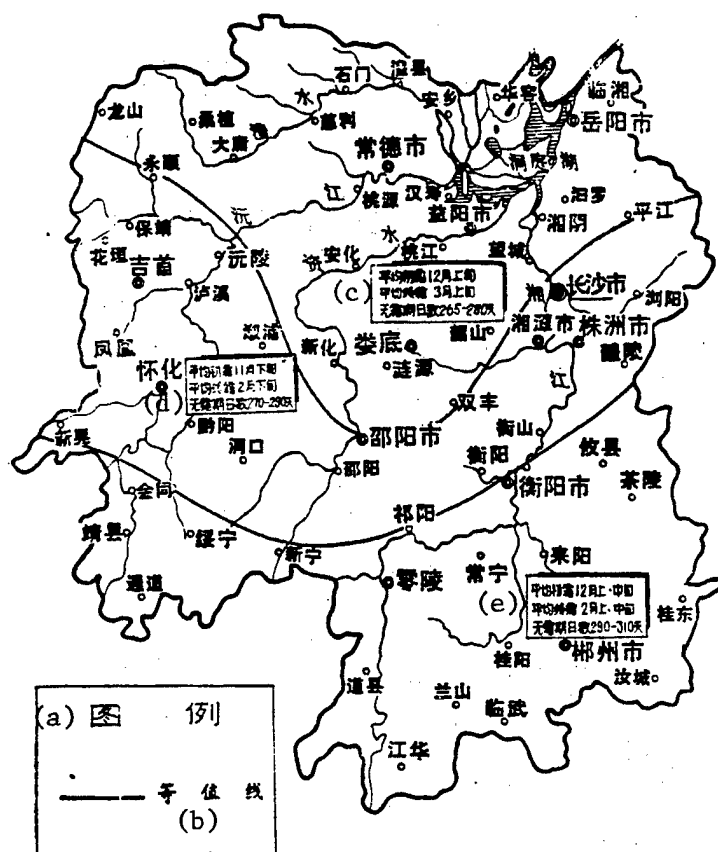 石门
澧县
水
安乡
华容
临湘
龙山
桑植
慈利
岳阳市
大庸
澧
常德市
洞庭
湖
永顺
江
桃源
汉寿
汨罗
平江
沅
益阳市
湘阴
保靖
水
花垣
沅陵
资
安化
桃江
望城
吉首
平均初霜12月上旬
(c)
平均终霜 3月上旬
湘
长沙市
浏阳
泸溪
无霜期日数265-280天
凤凰
溆浦
新化
娄底
湘潭市
株洲市
怀化
平均初霜11月下旬
涟源
醴陵
平均终霜2月下旬
江
(d)
无霜期日数270-290天
双丰
新晃
黔阳
邵阳市
衡山
洞口
邵阳
衡阳
攸县
衡阳市
茶陵
会同
祁阳
靖县
绥宁
新宁
耒阳
零陵
常宁
通道
平均初霜12月上·中旬
(e)
平均终霜 2月上·中旬
桂东
无霜期日数290-310天
桂阳
郴州市
道县
汝城
兰山
临武
(a) 图 例
江华
等 值 线
(b)